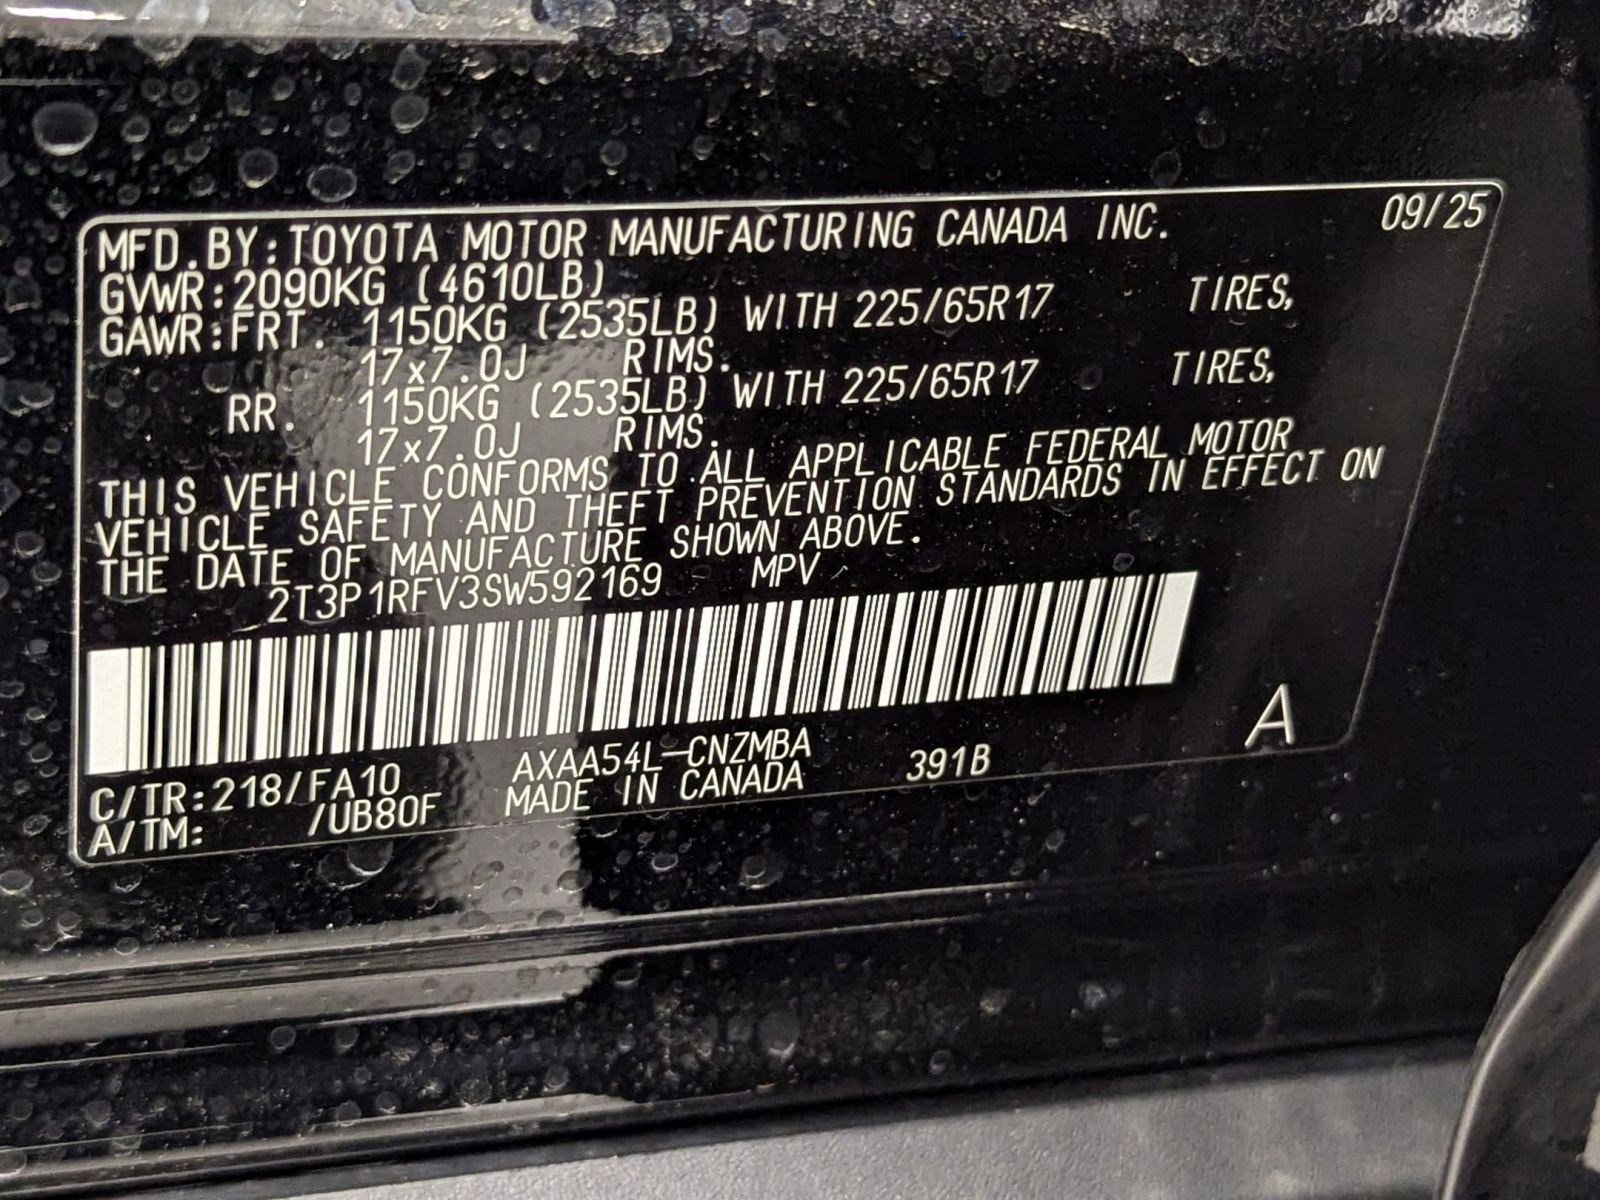 MFD. BY: TOYOTA MOTOR MANUFACTURING CANADA INC. 09/25
GVWR: 2090KG (4610LB)
GAWR: FRT. 1150KG (2535LB) WITH 225/65R17 TIRES,
17x7.0J RIMS.
RR. 1150KG (2535LB) WITH 225/65R17 TIRES,
17x7.0J RIMS.
THIS VEHICLE CONFORMS TO ALL APPLICABLE FEDERAL MOTOR
VEHICLE SAFETY AND THEFT PREVENTION STANDARDS IN EFFECT ON
THE DATE OF MANUFACTURE SHOWN ABOVE.
2T3P1RFV3SW592169 MPV
A
C/TR: 218/FA10 AXAA54L-CNZMBA 391B
A/TM: /UB80F MADE IN CANADA